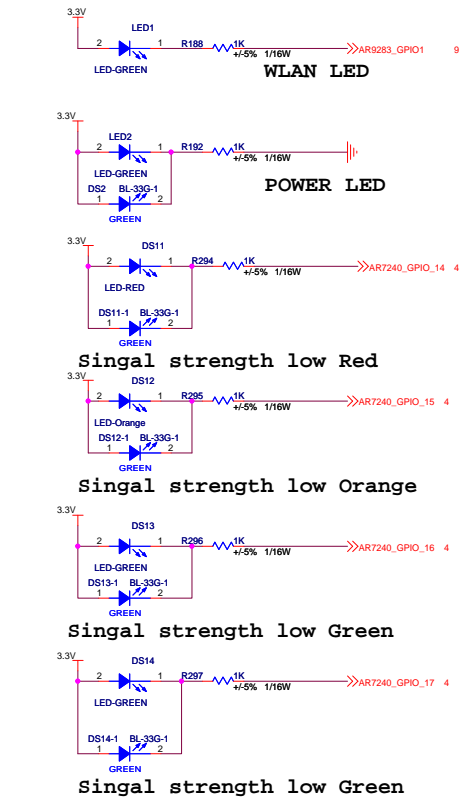 3.3V
LED1
2 1 R188 1K AR9283_GPIO1 9
+/-5% 1/16W
LED-GREEN WLAN LED
3.3V
LED2
2 1 R192 1K
+/-5% 1/16W
LED-GREEN
DS2 BL-33G-1 POWER LED
1 2
GREEN
3.3V
DS11
2 1 R294 1K AR7240_GPIO_14 4
+/-5% 1/16W
LED-RED
DS11-1 BL-33G-1
1 2
GREEN
Singal strength low Red
3.3V
DS12
2 1 R295 1K AR7240_GPIO_15 4
+/-5% 1/16W
LED-Orange
DS12-1 BL-33G-1
1 2
GREEN
Singal strength low Orange
3.3V
DS13
2 1 R296 1K AR7240_GPIO_16 4
+/-5% 1/16W
LED-GREEN
DS13-1 BL-33G-1
1 2
GREEN
Singal strength low Green
3.3V
DS14
2 1 R297 1K AR7240_GPIO_17 4
+/-5% 1/16W
LED-GREEN
DS14-1 BL-33G-1
1 2
GREEN
Singal strength low Green